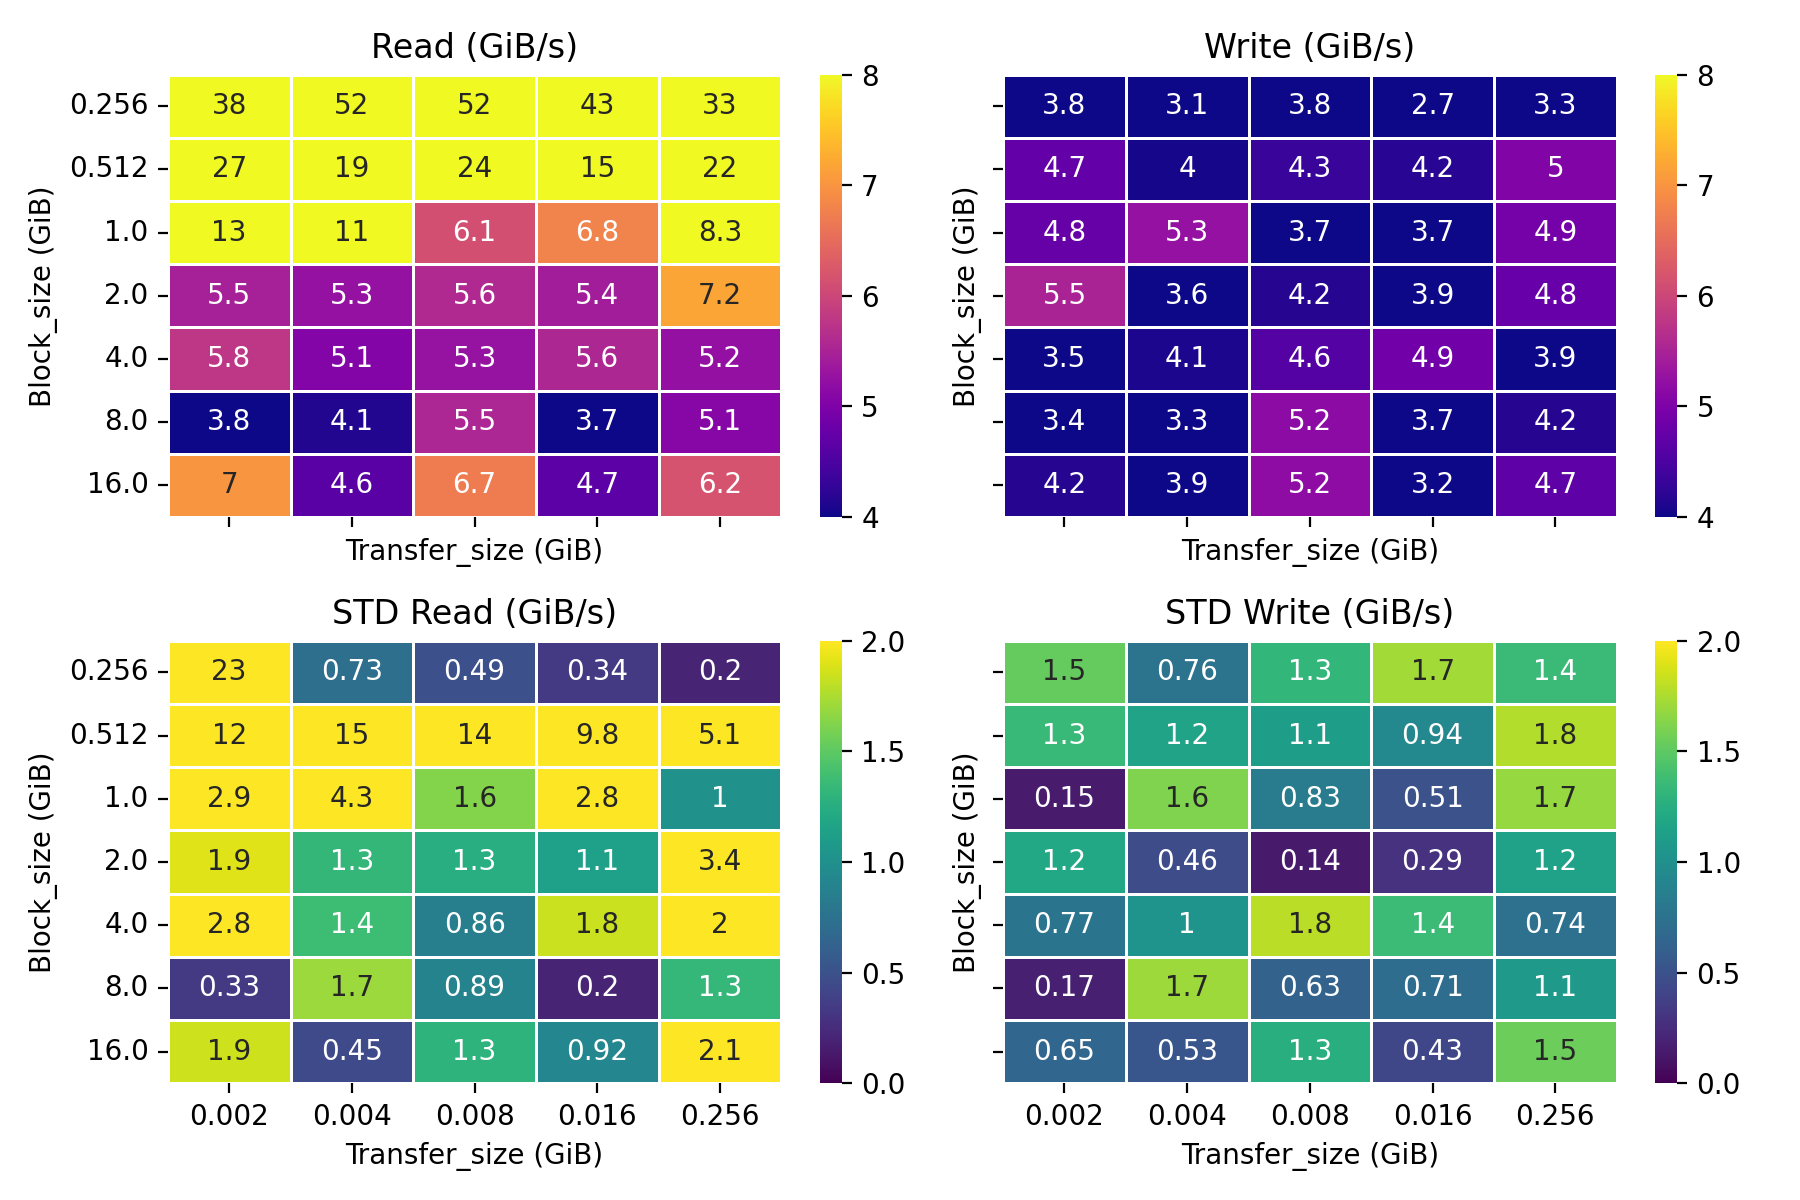 Read (GiB/s)
Block_size (GiB)
0.256 38 52 52 43 33
0.512 27 19 24 15 22
1.0 13 11 6.1 6.8 8.3
2.0 5.5 5.3 5.6 5.4 7.2
4.0 5.8 5.1 5.3 5.6 5.2
8.0 3.8 4.1 5.5 3.7 5.1
16.0 7 4.6 6.7 4.7 6.2
Transfer_size (GiB)
8
7
6
5
4
Write (GiB/s)
Block_size (GiB)
3.8 3.1 3.8 2.7 3.3
4.7 4 4.3 4.2 5
4.8 5.3 3.7 3.7 4.9
5.5 3.6 4.2 3.9 4.8
3.5 4.1 4.6 4.9 3.9
3.4 3.3 5.2 3.7 4.2
4.2 3.9 5.2 3.2 4.7
Transfer_size (GiB)
8
7
6
5
4
STD Read (GiB/s)
Block_size (GiB)
0.256 23 0.73 0.49 0.34 0.2
0.512 12 15 14 9.8 5.1
1.0 2.9 4.3 1.6 2.8 1
2.0 1.9 1.3 1.3 1.1 3.4
4.0 2.8 1.4 0.86 1.8 2
8.0 0.33 1.7 0.89 0.2 1.3
16.0 1.9 0.45 1.3 0.92 2.1
0.002 0.004 0.008 0.016 0.256
Transfer_size (GiB)
2.0
1.5
1.0
0.5
0.0
STD Write (GiB/s)
Block_size (GiB)
1.5 0.76 1.3 1.7 1.4
1.3 1.2 1.1 0.94 1.8
0.15 1.6 0.83 0.51 1.7
1.2 0.46 0.14 0.29 1.2
0.77 1 1.8 1.4 0.74
0.17 1.7 0.63 0.71 1.1
0.65 0.53 1.3 0.43 1.5
0.002 0.004 0.008 0.016 0.256
Transfer_size (GiB)
2.0
1.5
1.0
0.5
0.0